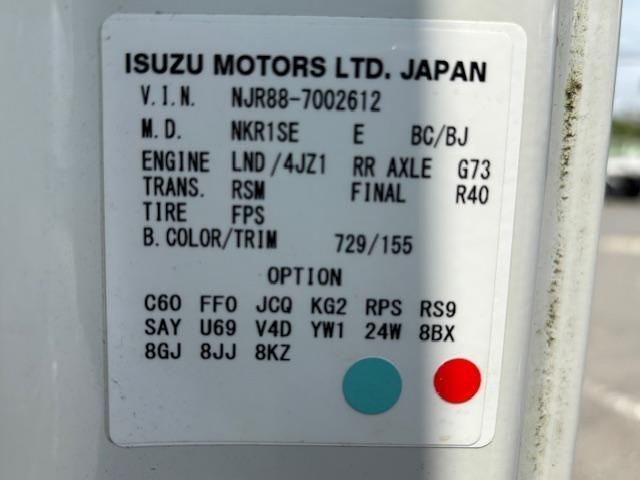 ISUZU MOTORS LTD. JAPAN
V.I.N. NJR88-7002612
M.D. NKR1SE E BC/BJ
ENGINE LND/4JZ1 RR AXLE G73
TRANS. RSM FINAL R40
TIRE FPS
B.COLOR/TRIM 729/155
OPTION
C60 FF0 JCQ KG2 RPS RS9
SAY U69 V4D YW1 24W 8BX
8GJ 8JJ 8KZ